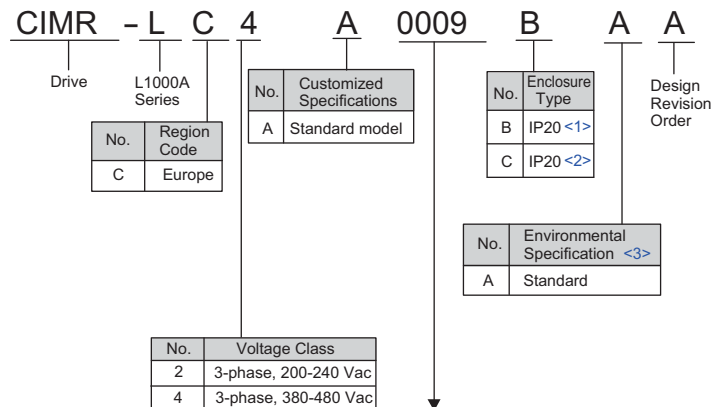 CIMR - L C 4 A 0009 B A A
Drive
L1000A
Series
No. Region
Code
C Europe
No. Customized
Specifications
A Standard model
No. Enclosure
Type
B IP20 <1>
C IP20 <2>
Design
Revision
Order
No. Environmental
Specification <3>
A Standard
No. Voltage Class
2 3-phase, 200-240 Vac
4 3-phase, 380-480 Vac